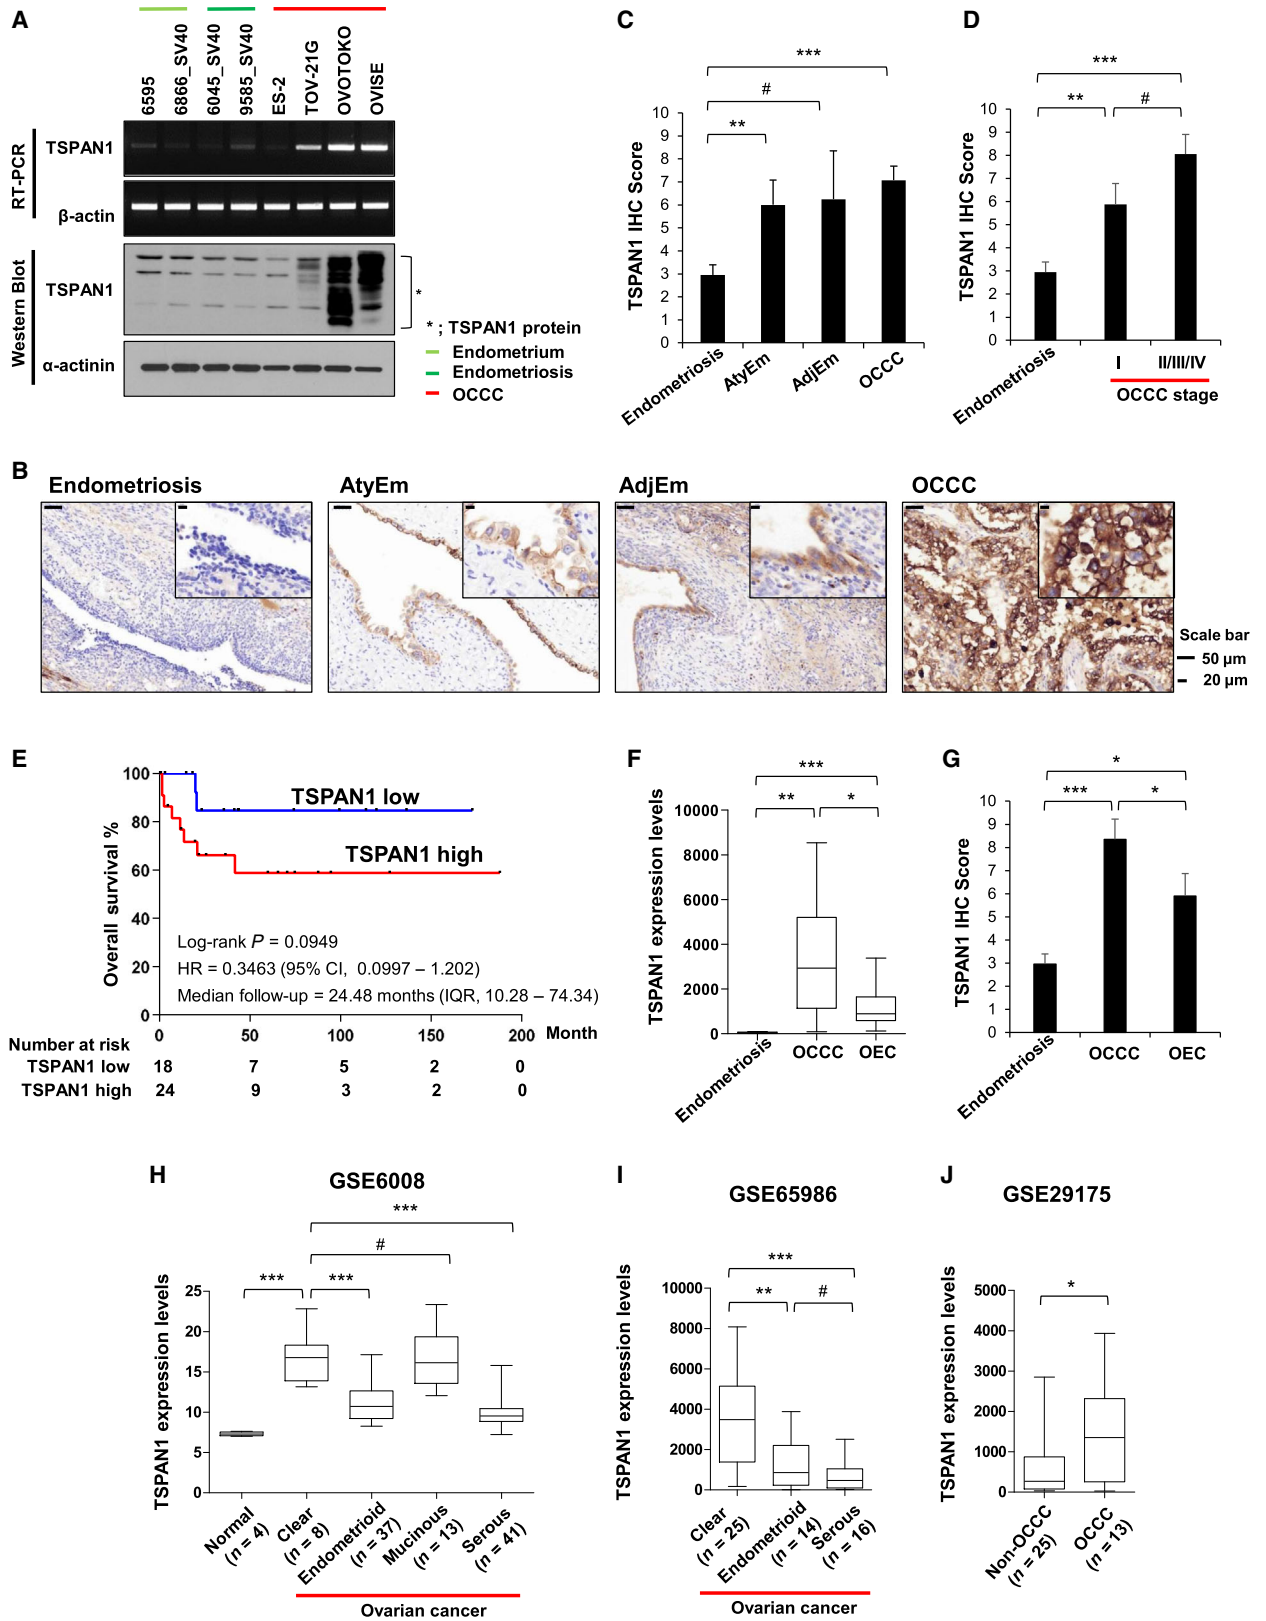 A
6595
6866_SV40
6045_SV40
9585_SV40
ES-2
TOV-21G
OVOTOKO
OVISE
RT-PCR
TSPAN1
β-actin
Western Blot
TSPAN1
*
α-actinin
* ; TSPAN1 protein
Endometrium
Endometriosis
OCCC
C
***
#
**
TSPAN1 IHC Score
10
9
8
7
6
5
4
3
2
1
0
Endometriosis
AtyEm
AdjEm
OCCC
D
***
** #
TSPAN1 IHC Score
10
9
8
7
6
5
4
3
2
1
0
Endometriosis
I II/III/IV
OCCC stage
B
Endometriosis
AtyEm
AdjEm
OCCC
Scale bar
50 µm
20 µm
E
Overall survival %
100
80
60
40
20
0
TSPAN1 low
TSPAN1 high
Log-rank P = 0.0949
HR = 0.3463 (95% CI, 0.0997 – 1.202)
Median follow-up = 24.48 months (IQR, 10.28 – 74.34)
0 50 100 150 200 Month
Number at risk
TSPAN1 low 18 7 5 2 0
TSPAN1 high 24 9 3 2 0
F
***
** *
TSPAN1 expression levels
10000
8000
6000
4000
2000
0
Endometriosis
OCCC
OEC
G
*
*** *
TSPAN1 IHC Score
10
9
8
7
6
5
4
3
2
1
0
Endometriosis
OCCC
OEC
H
GSE6008
***
#
*** ***
TSPAN1 expression levels
25
20
15
10
5
0
Normal
(n = 4)
Clear
(n = 8)
Endometrioid
(n = 37)
Mucinous
(n = 13)
Serous
(n = 41)
Ovarian cancer
I
GSE65986
***
** #
TSPAN1 expression levels
10000
8000
6000
4000
2000
0
Clear
(n = 25)
Endometrioid
(n = 14)
Serous
(n = 16)
Ovarian cancer
J
GSE29175
*
TSPAN1 expression levels
5000
4000
3000
2000
1000
0
Non-OCCC
(n = 25)
OCCC
(n = 13)